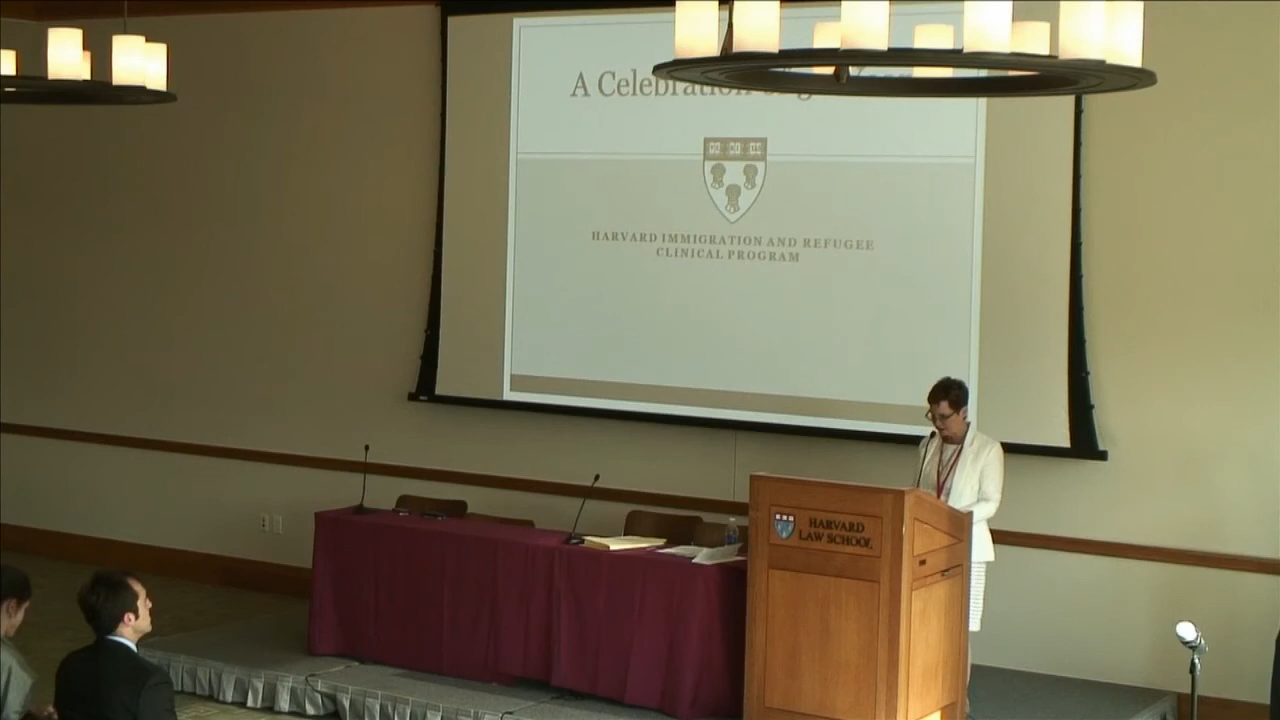 A Celebration
HARVARD IMMIGRATION AND REFUGEE
CLINICAL PROGRAM
HARVARD
LAW SCHOOL